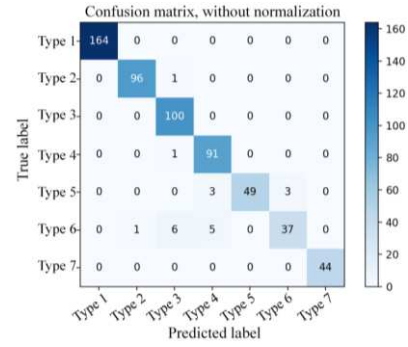 Confusion matrix, without normalization
True label
Type 1 164 0 0 0 0 0 0
Type 2 0 96 1 0 0 0 0
Type 3 0 0 100 0 0 0 0
Type 4 0 0 1 91 0 0 0
Type 5 0 0 0 3 49 3 0
Type 6 0 1 6 5 0 37 0
Type 7 0 0 0 0 0 0 44
Type 1 Type 2 Type 3 Type 4 Type 5 Type 6 Type 7
Predicted label
160
140
120
100
80
60
40
20
0